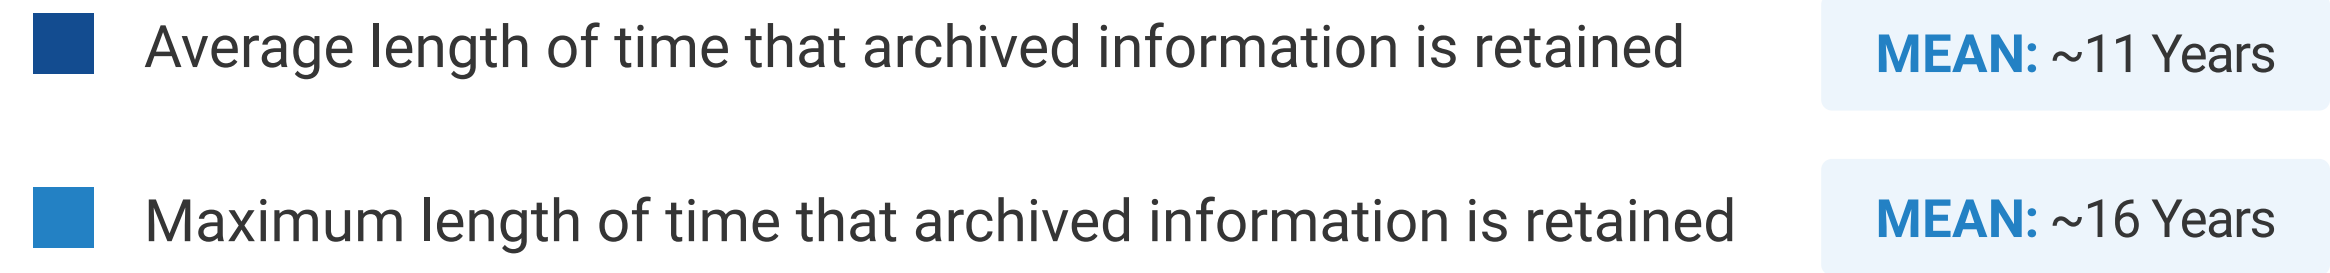 Average length of time that archived information is retained MEAN: ~11 Years
Maximum length of time that archived information is retained MEAN: ~16 Years